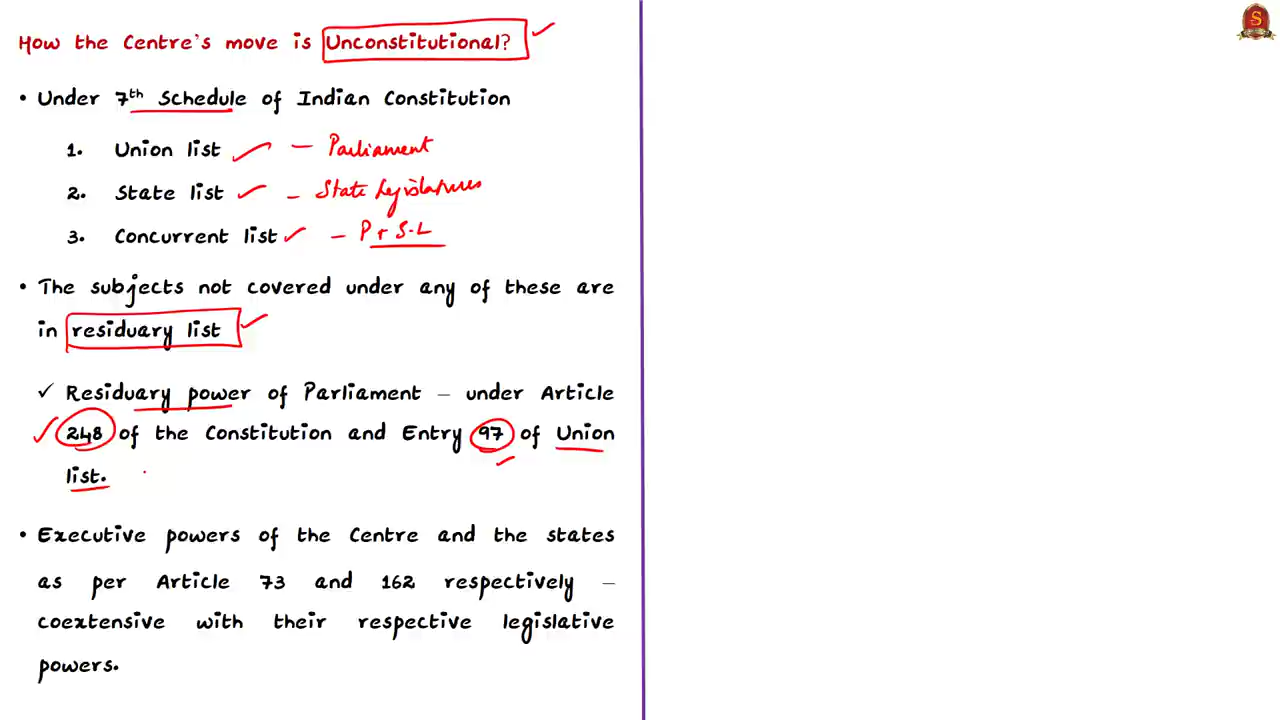 How the Centre's move is Unconstitutional?
• Under 7th Schedule of Indian Constitution
1. Union list – Parliament
2. State list – State Legislatures
3. Concurrent list – P + S.L
• The subjects not covered under any of these are
in residuary list
✓ Residuary power of Parliament – under Article
248 of the Constitution and Entry 97 of Union
list.
• Executive powers of the Centre and the states
as per Article 73 and 162 respectively –
coextensive with their respective legislative
powers.
S